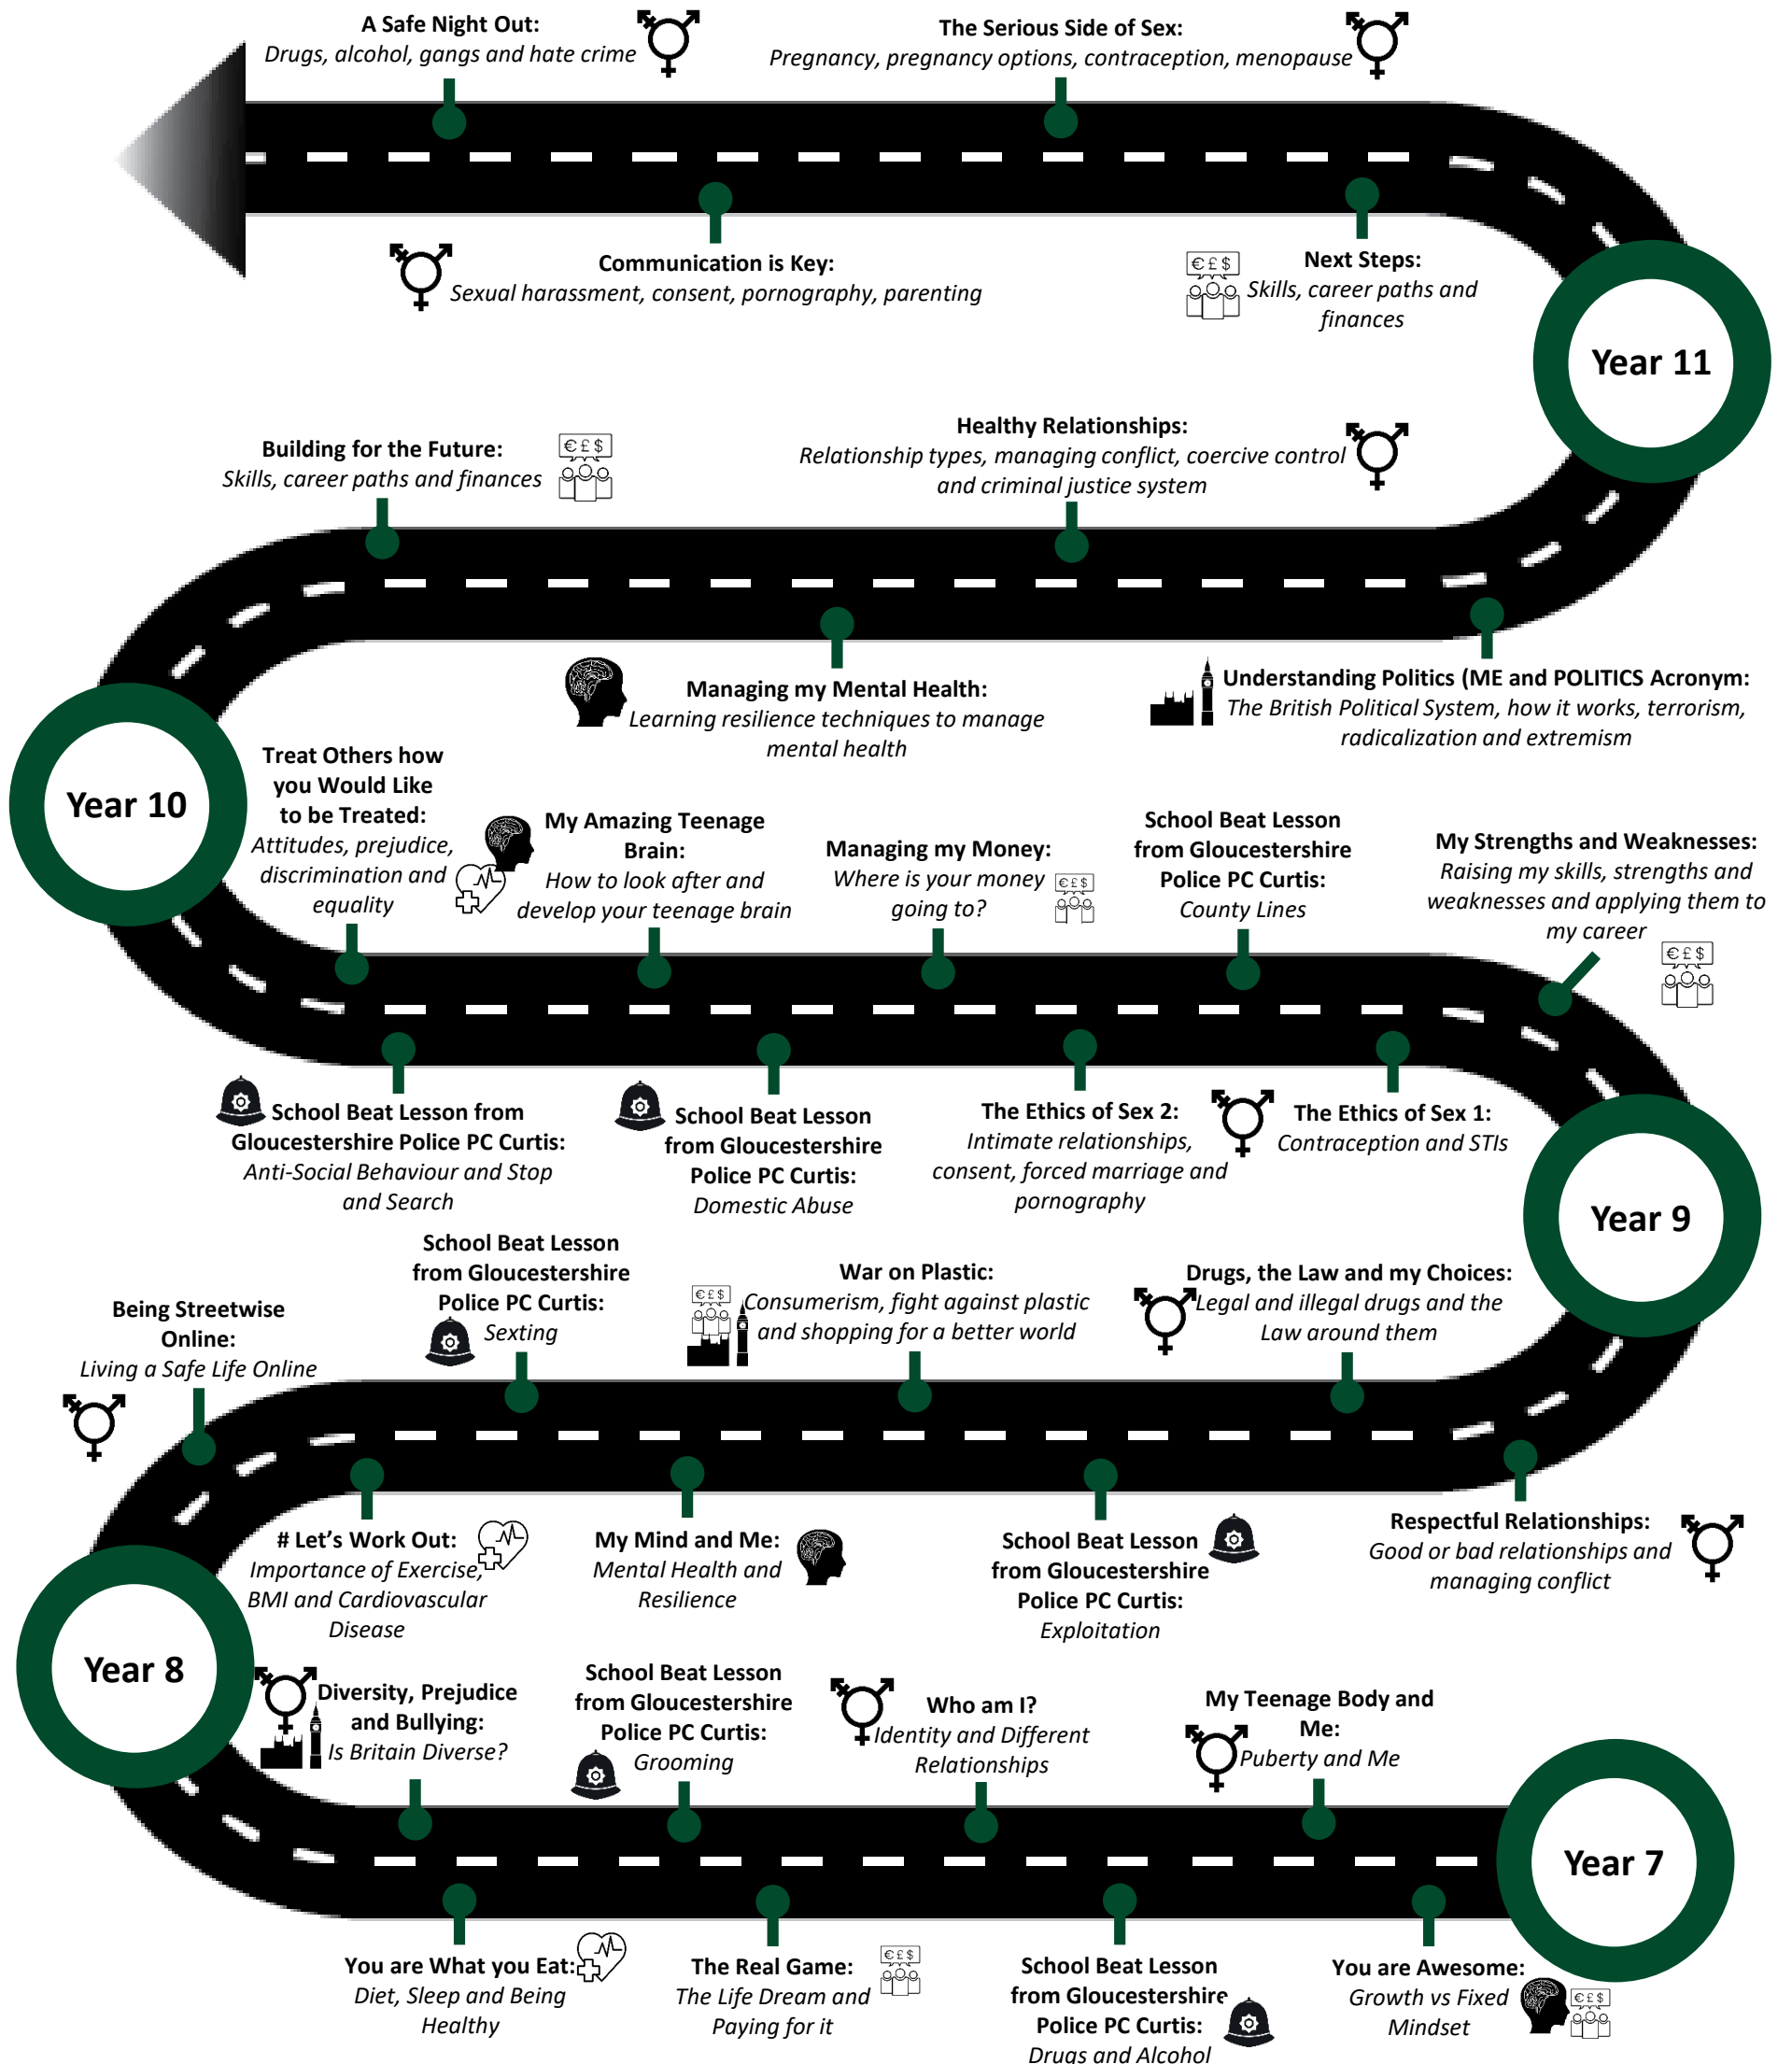 A Safe Night Out:
Drugs, alcohol, gangs and hate crime
The Serious Side of Sex:
Pregnancy, pregnancy options, contraception, menopause
Communication is Key:
Sexual harassment, consent, pornography, parenting
€ £ $
Next Steps:
Skills, career paths and
finances
Year 11
Building for the Future:
Skills, career paths and finances
€ £ $
Healthy Relationships:
Relationship types, managing conflict, coercive control
and criminal justice system
Managing my Mental Health:
Learning resilience techniques to manage
mental health
Understanding Politics (ME and POLITICS Acronym:
The British Political System, how it works, terrorism,
radicalization and extremism
Year 10
Treat Others how
you Would Like
to be Treated:
Attitudes, prejudice,
discrimination and
equality
My Amazing Teenage
Brain:
How to look after and
develop your teenage brain
Managing my Money:
Where is your money
going to?
€ £ $
School Beat Lesson
from Gloucestershire
Police PC Curtis:
County Lines
My Strengths and Weaknesses:
Raising my skills, strengths and
weaknesses and applying them to
my career
€ £ $
School Beat Lesson from
Gloucestershire Police PC Curtis:
Anti-Social Behaviour and Stop
and Search
School Beat Lesson
from Gloucestershire
Police PC Curtis:
Domestic Abuse
The Ethics of Sex 2:
Intimate relationships,
consent, forced marriage and
pornography
The Ethics of Sex 1:
Contraception and STIs
Year 9
Being Streetwise
Online:
Living a Safe Life Online
School Beat Lesson
from Gloucestershire
Police PC Curtis:
Sexting
€ £ $
War on Plastic:
Consumerism, fight against plastic
and shopping for a better world
Drugs, the Law and my Choices:
Legal and illegal drugs and the
Law around them
# Let's Work Out:
Importance of Exercise,
BMI and Cardiovascular
Disease
My Mind and Me:
Mental Health and
Resilience
School Beat Lesson
from Gloucestershire
Police PC Curtis:
Exploitation
Respectful Relationships:
Good or bad relationships and
managing conflict
Year 8
Diversity, Prejudice
and Bullying:
Is Britain Diverse?
School Beat Lesson
from Gloucestershire
Police PC Curtis:
Grooming
Who am I?
Identity and Different
Relationships
My Teenage Body and
Me:
Puberty and Me
Year 7
You are What you Eat:
Diet, Sleep and Being
Healthy
The Real Game:
The Life Dream and
Paying for it
€ £ $
School Beat Lesson
from Gloucestershire
Police PC Curtis:
Drugs and Alcohol
You are Awesome:
Growth vs Fixed
Mindset
€ £ $